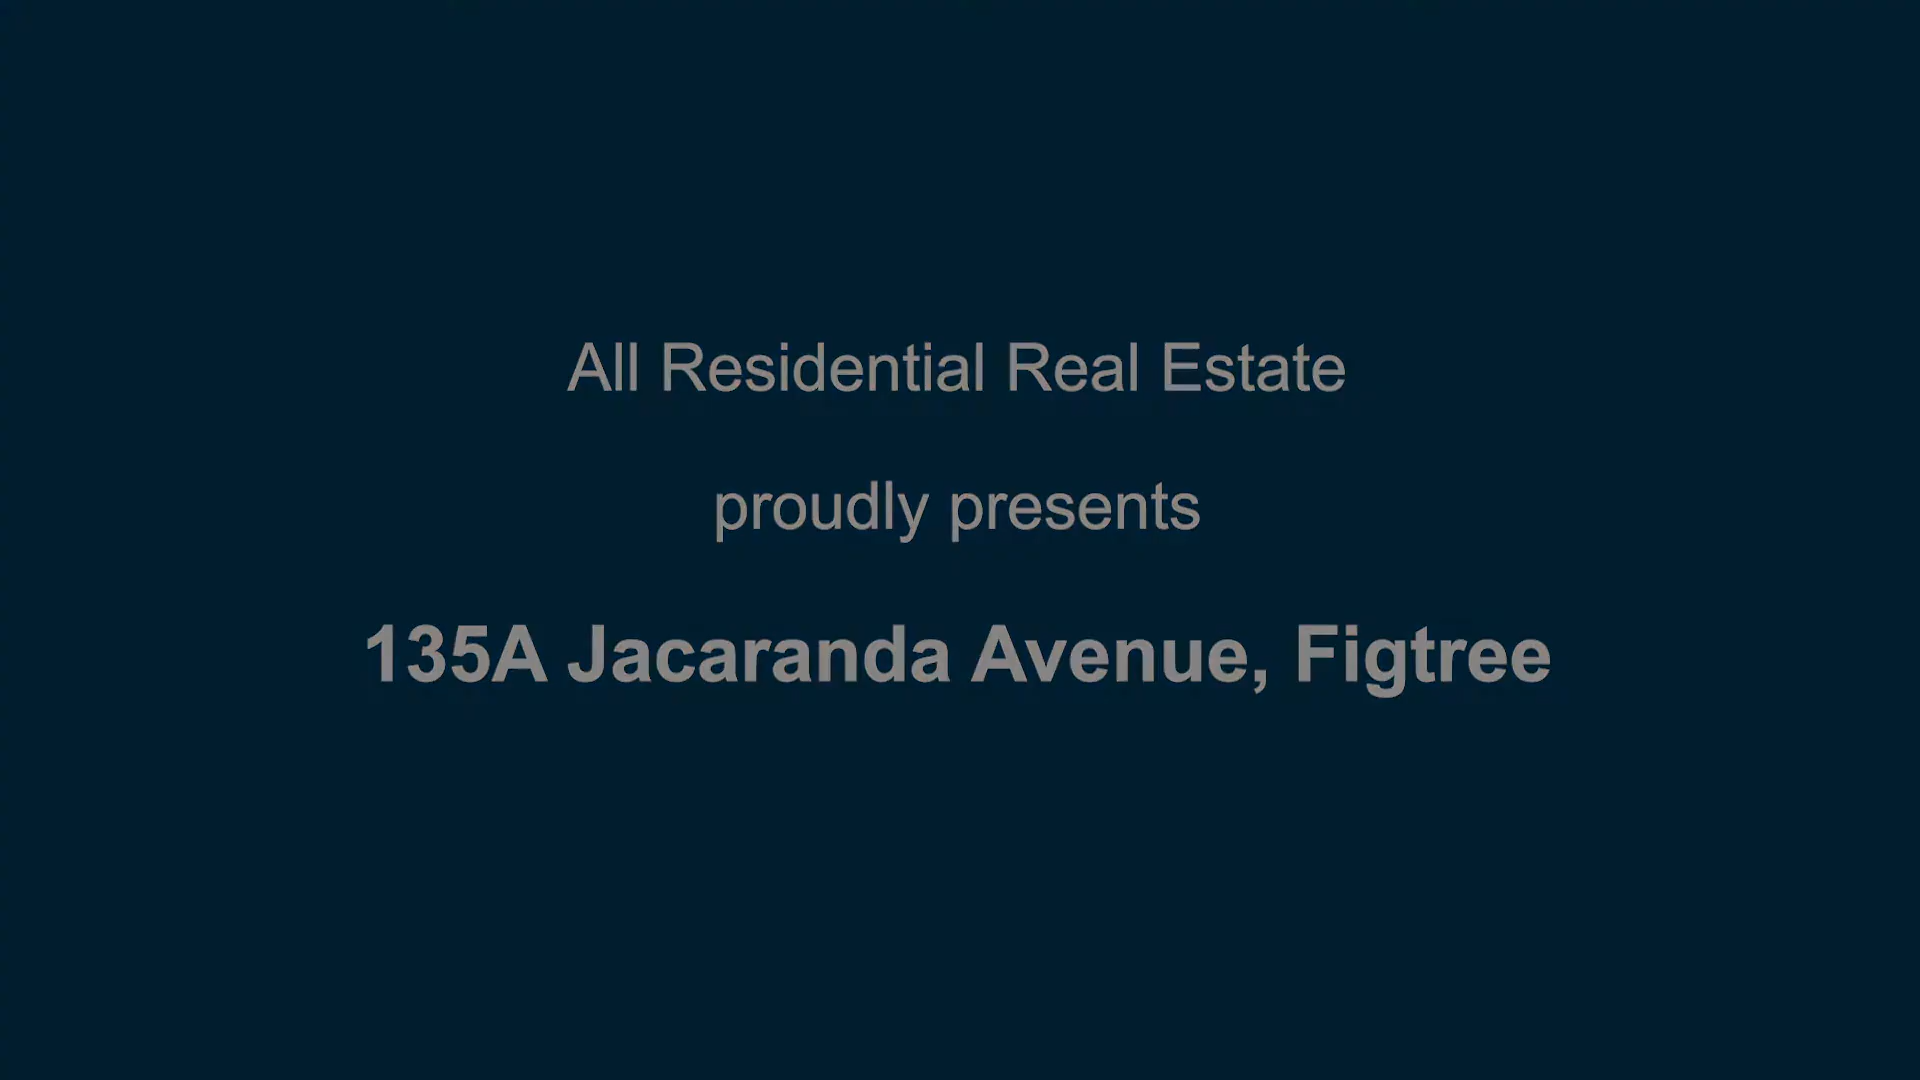 All Residential Real Estate
proudly presents
135A Jacaranda Avenue, Figtree